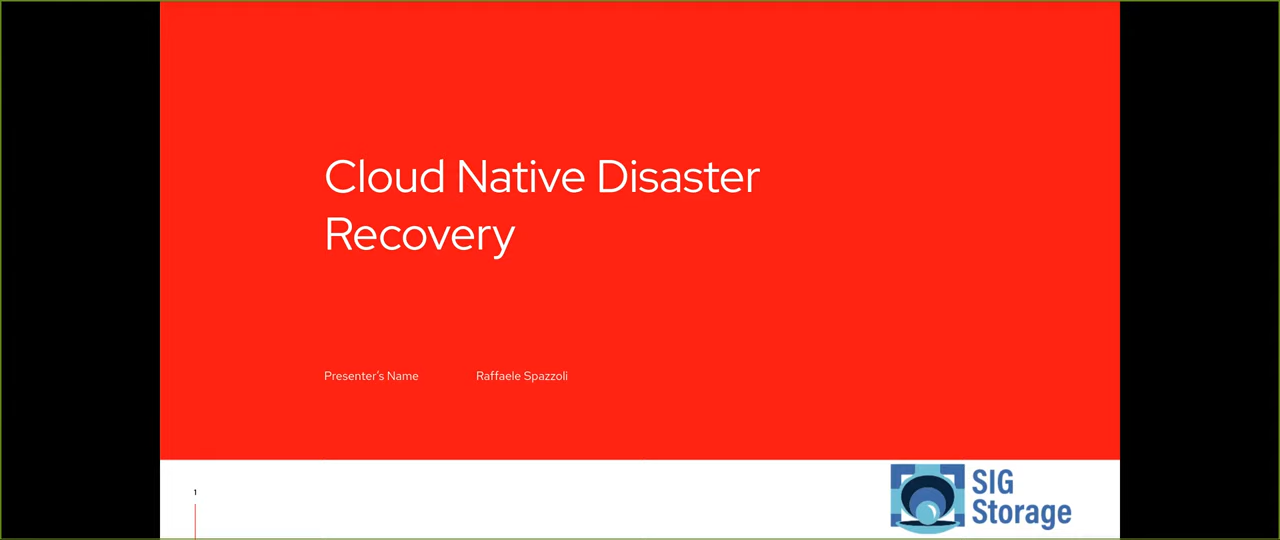 Cloud Native Disaster
Recovery
Presenter's Name Raffaele Spazzoli
1
SIG
Storage